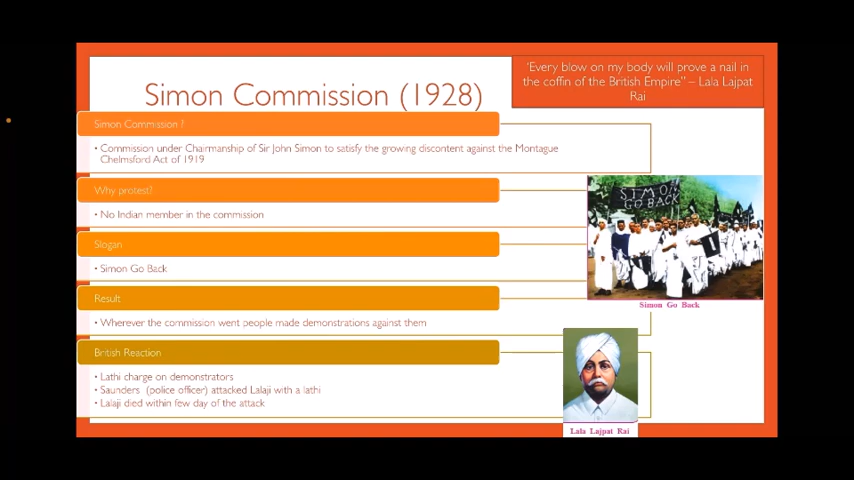 Simon Commission (1928)
'Every blow on my body will prove a nail in
the coffin of the British Empire" – Lala Lajpat
Rai
Simon Commission ?
• Commission under Chairmanship of Sir John Simon to satisfy the growing discontent against the Montague
Chelmsford Act of 1919
Why protest?
• No Indian member in the commission
Slogan
• Simon Go Back
Result
• Wherever the commission went people made demonstrations against them
British Reaction
• Lathi charge on demonstrators
• Saunders (police officer) attacked Lalaji with a lathi
• Lalaji died within few day of the attack
SIMON
GO BACK
Simon Go Back
Lala Lajpat Rai